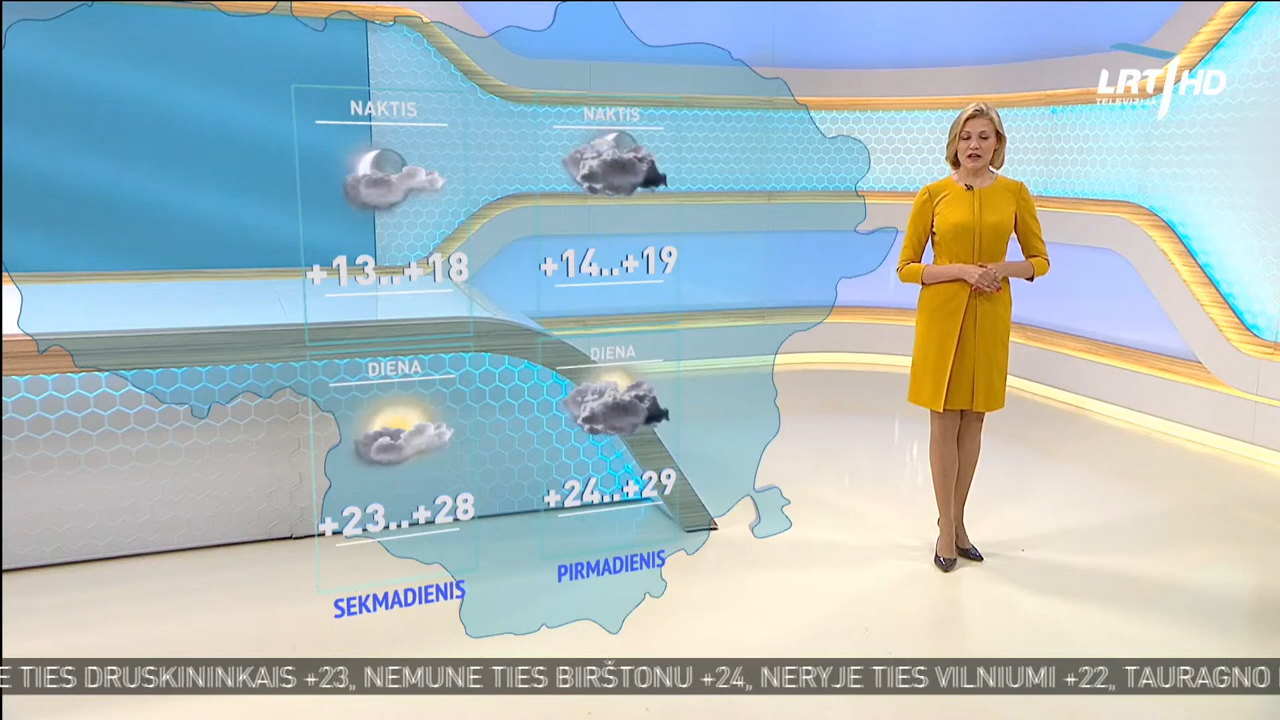 LRT HD
TELEVIZIJA
NAKTIS
NAKTIS
+13..+18
+14..+19
DIENA
DIENA
+23..+28
+24..+29
SEKMADIENIS
PIRMADIENIS
E TIES DRUSKININKAIS +23, NEMUNE TIES BIRŠTONU +24, NERYJE TIES VILNIUMI +22, TAURAGNO